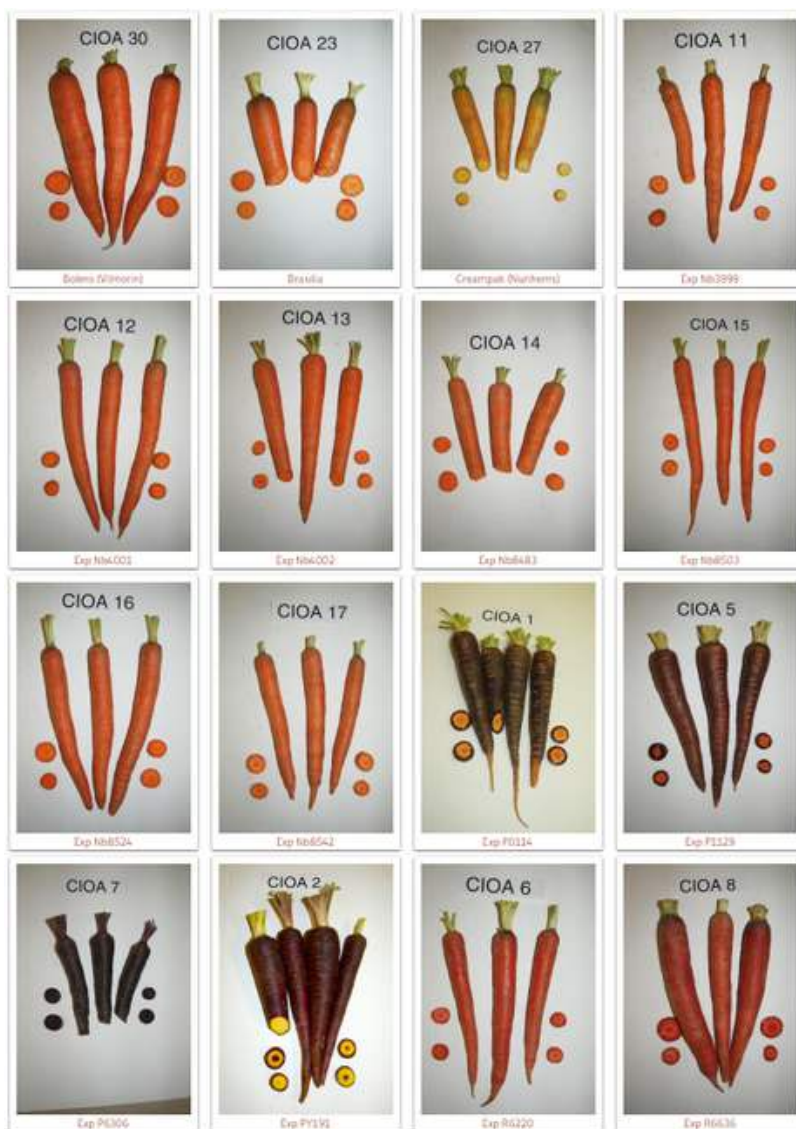 CIOA 30
CIOA 23
CIOA 27
CIOA 11
Bolero (Vilmorin)
Brasilia
Creampak (Nunhems)
Exp Nb3999
CIOA 12
CIOA 13
CIOA 14
CIOA 15
Exp Nb4001
Exp Nb4002
Exp Nb8483
Exp Nb8503
CIOA 16
CIOA 17
CIOA 1
CIOA 5
Exp Nb8524
Exp Nb8542
Exp P0114
Exp P1129
CIOA 7
CIOA 2
CIOA 6
CIOA 8
Exp P6306
Exp PY191
Exp R6220
Exp R6636